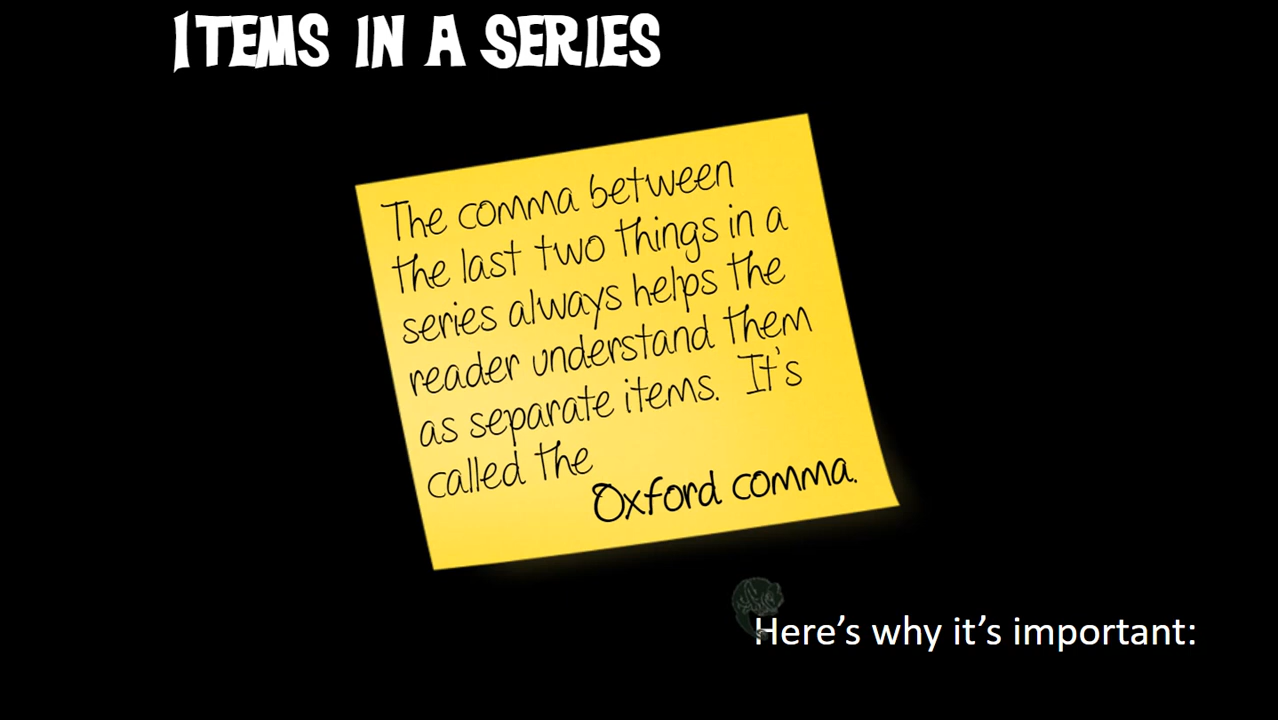 ITEMS IN A SERIES
The comma between
the last two things in a
series always helps the
reader understand them
as separate items. It's
called the
Oxford comma.
Here's why it's important: